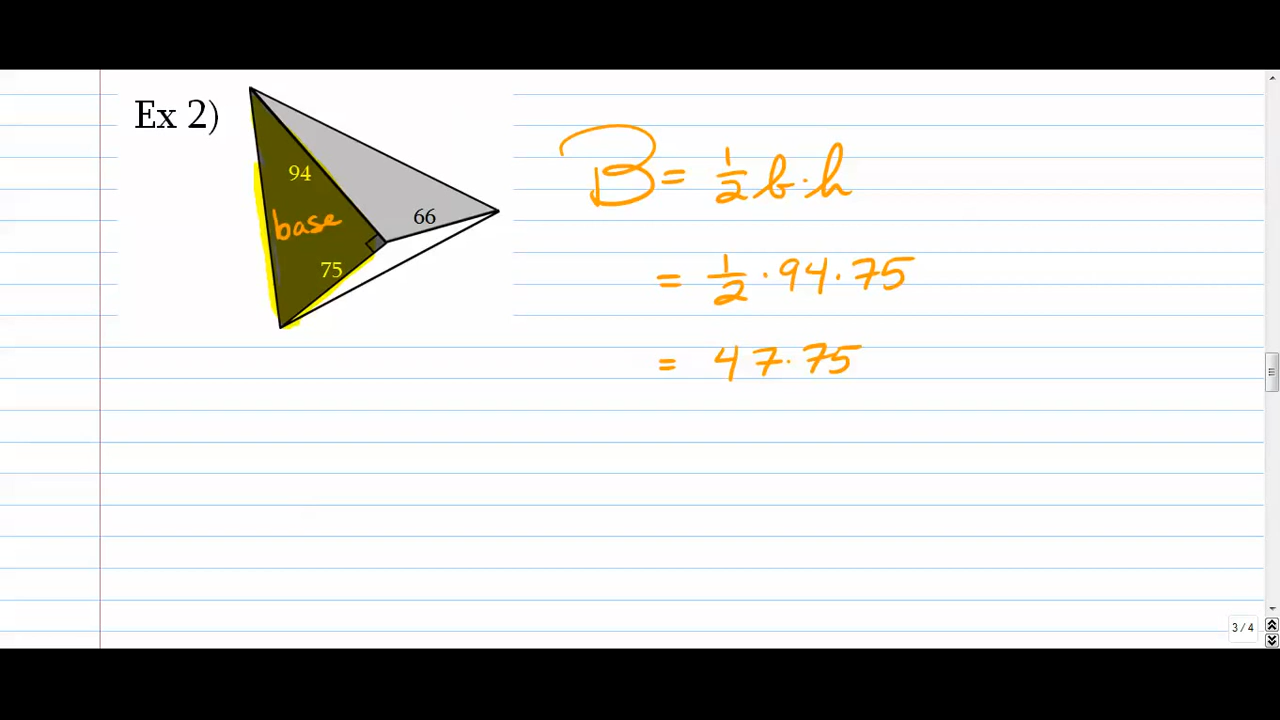 Ex 2)
94
base
66
75
B = 1/2 b · h
= 1/2 · 94 · 75
= 47 · 75
3 / 4